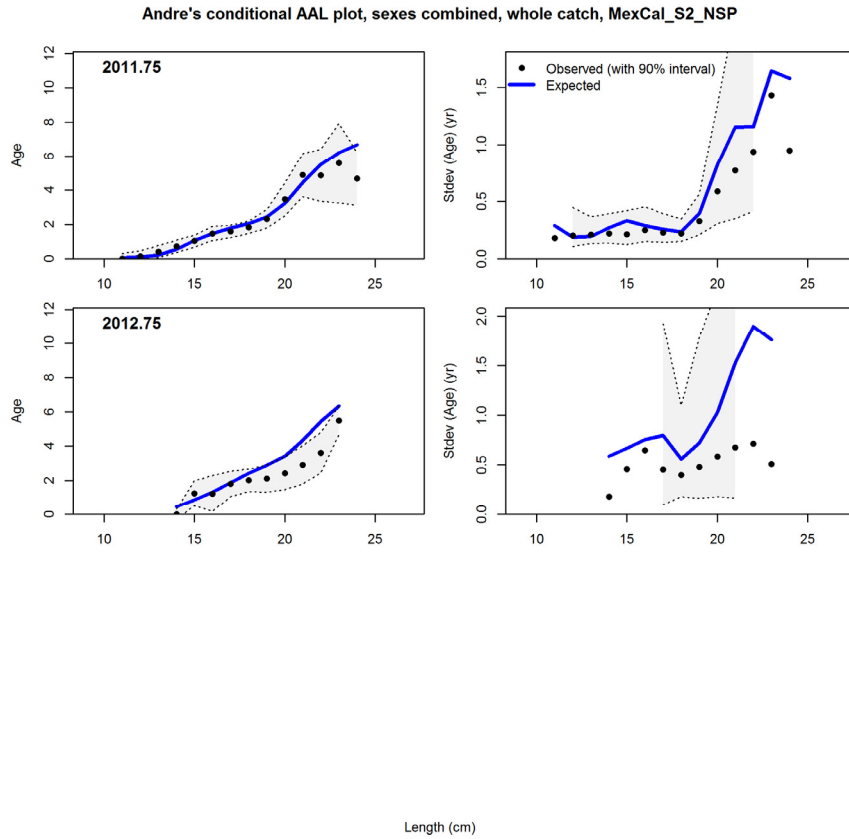 Andre's conditional AAL plot, sexes combined, whole catch, MexCal_S2_NSP
2011.75
Age
0 2 4 6 8 10 12
10 15 20 25
Observed (with 90% interval)
Expected
Stdev (Age) (yr)
0.0 0.5 1.0 1.5
10 15 20 25
2012.75
Age
0 2 4 6 8 10 12
10 15 20 25
Stdev (Age) (yr)
0.0 0.5 1.0 1.5 2.0
10 15 20 25
Length (cm)